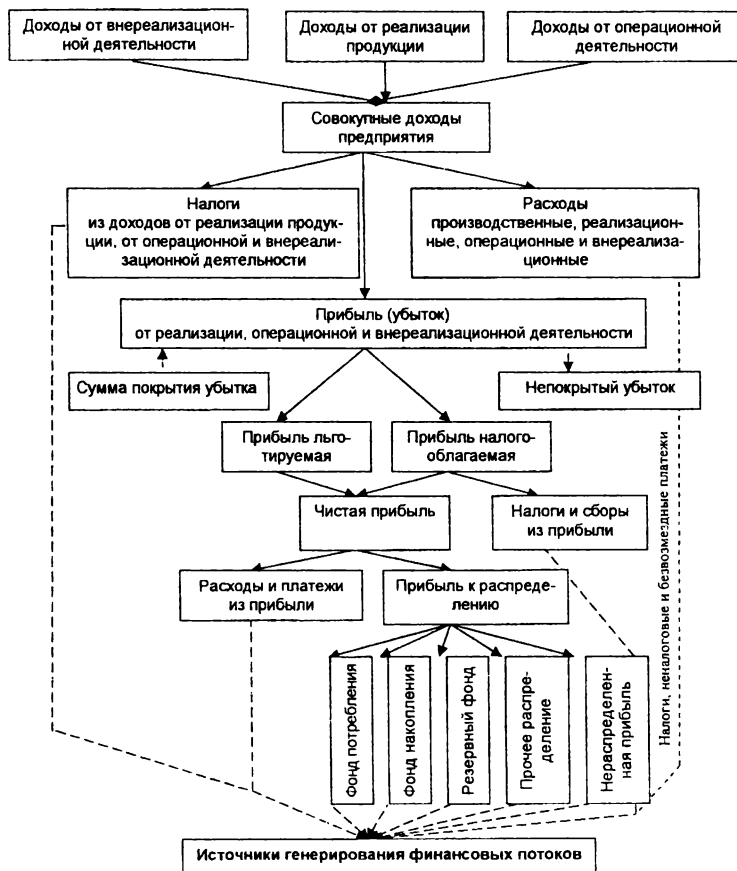 Доходы от внереализацион-
ной деятельности
Доходы от реализации
продукции
Доходы от операционной
деятельности
Совокупные доходы
предприятия
Налоги
из доходов от реализации продук-
ции, от операционной и внереали-
зационной деятельности
Расходы
производственные, реализацион-
ные, операционные и внереализа-
ционные
Прибыль (убыток)
от реализации, операционной и внереализационной деятельности
Сумма покрытия убытка
Непокрытый убыток
Прибыль льго-
тируемая
Прибыль налого-
облагаемая
Чистая прибыль
Налоги и сборы
из прибыли
Расходы и платежи
из прибыли
Прибыль к распреде-
лению
Фонд потребления
Фонд накопления
Резервный фонд
Прочее распре-
деление
Нераспределен-
ная прибыль
Налоги, неналоговые и безвозмездные платежи
Источники генерирования финансовых потоков